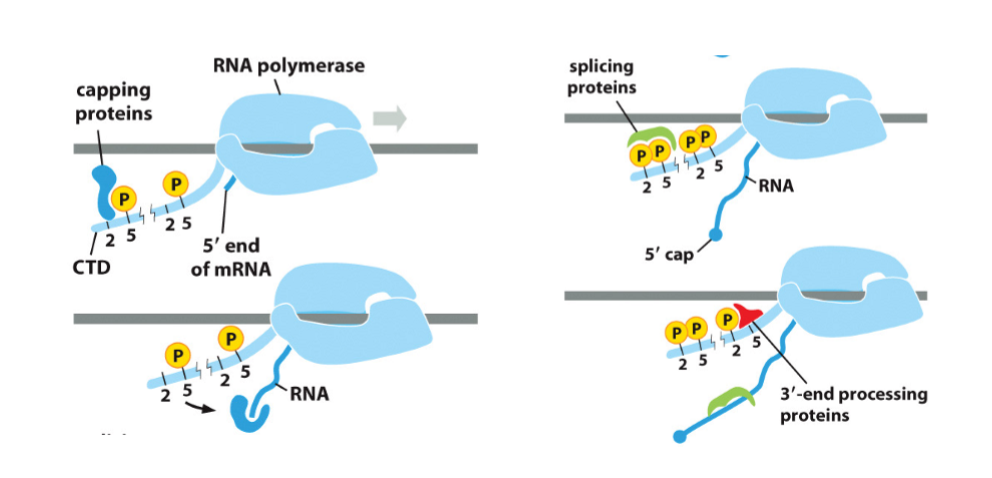 RNA polymerase
capping
proteins
P
P
2 5
2 5
CTD
5′ end
of mRNA
P
P
2 5
2 5
RNA
splicing
proteins
P P
P P
2 5
2 5
RNA
5′ cap
P P
P
2 5
2 5
3′-end processing
proteins